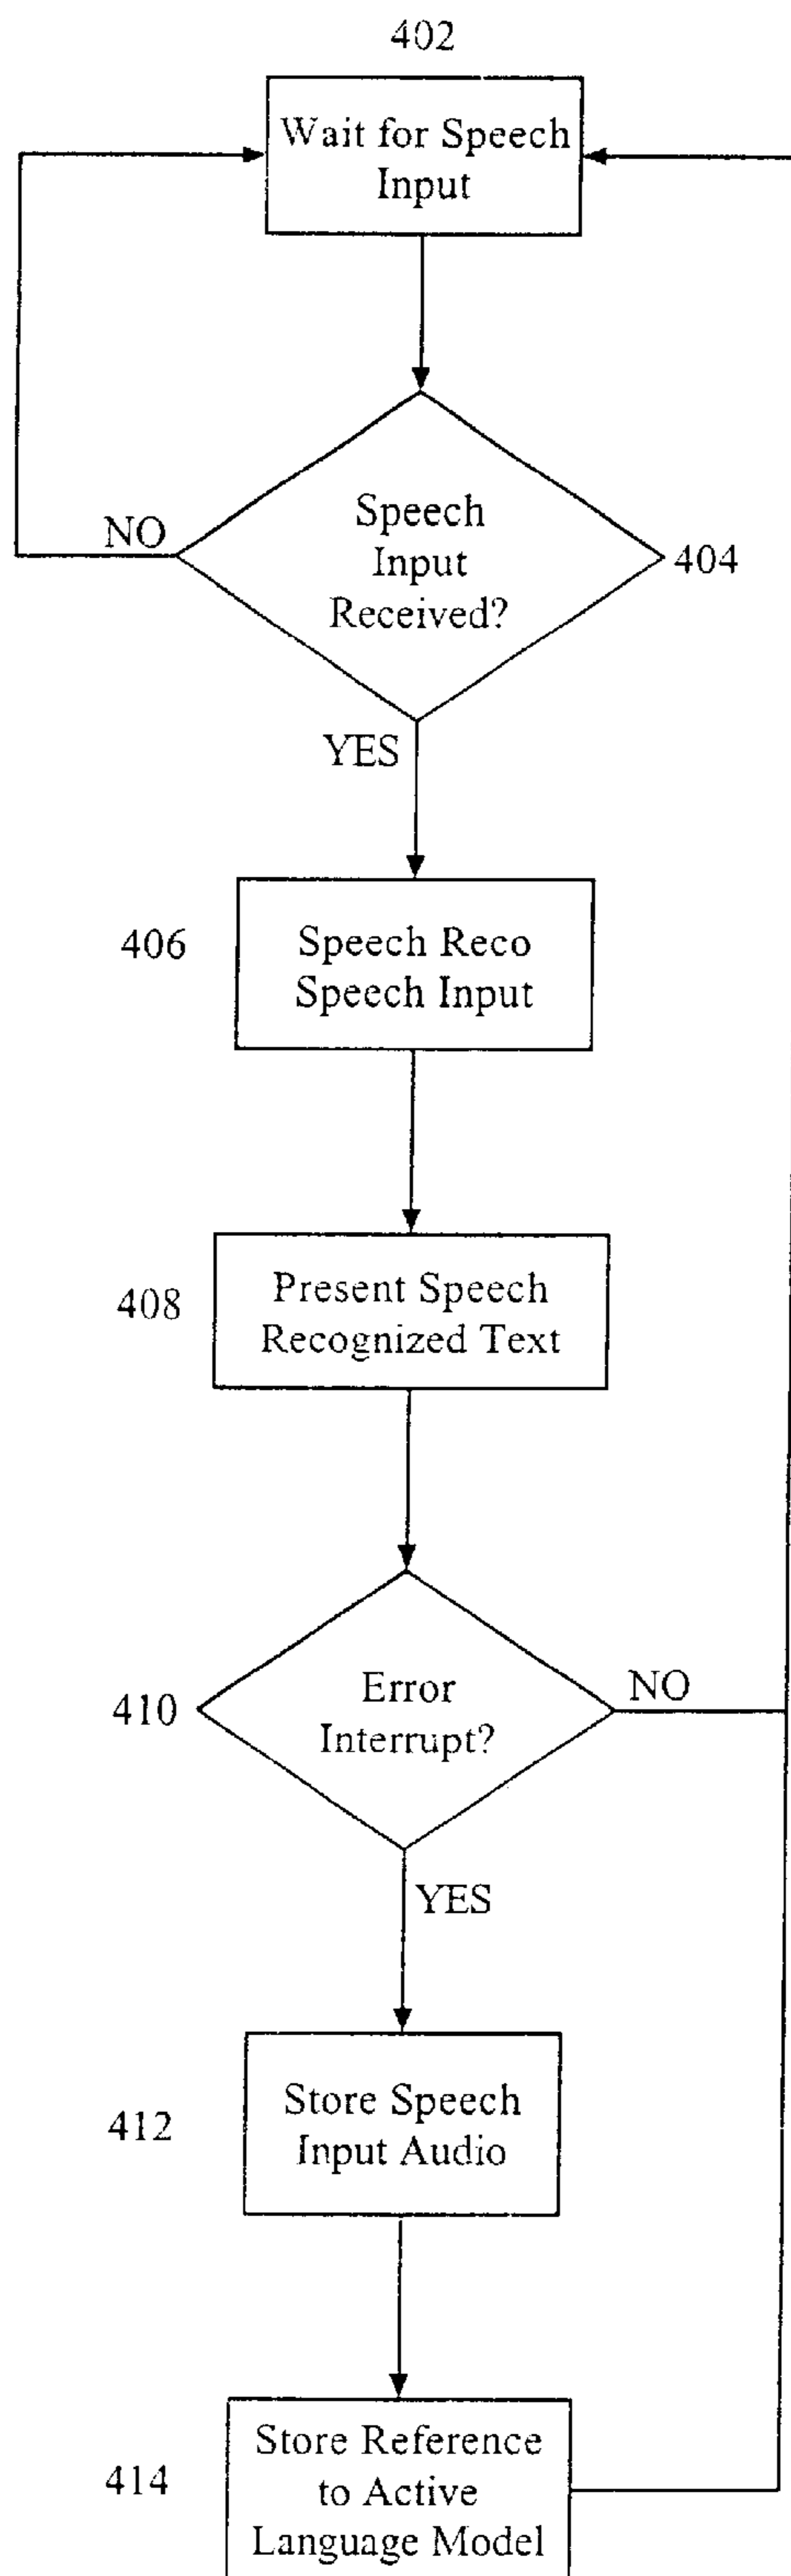 402
Wait for Speech
Input
NO
Speech
Input
Received?
404
YES
406
Speech Reco
Speech Input
408
Present Speech
Recognized Text
410
Error
Interrupt?
NO
YES
412
Store Speech
Input Audio
414
Store Reference
to Active
Language Model